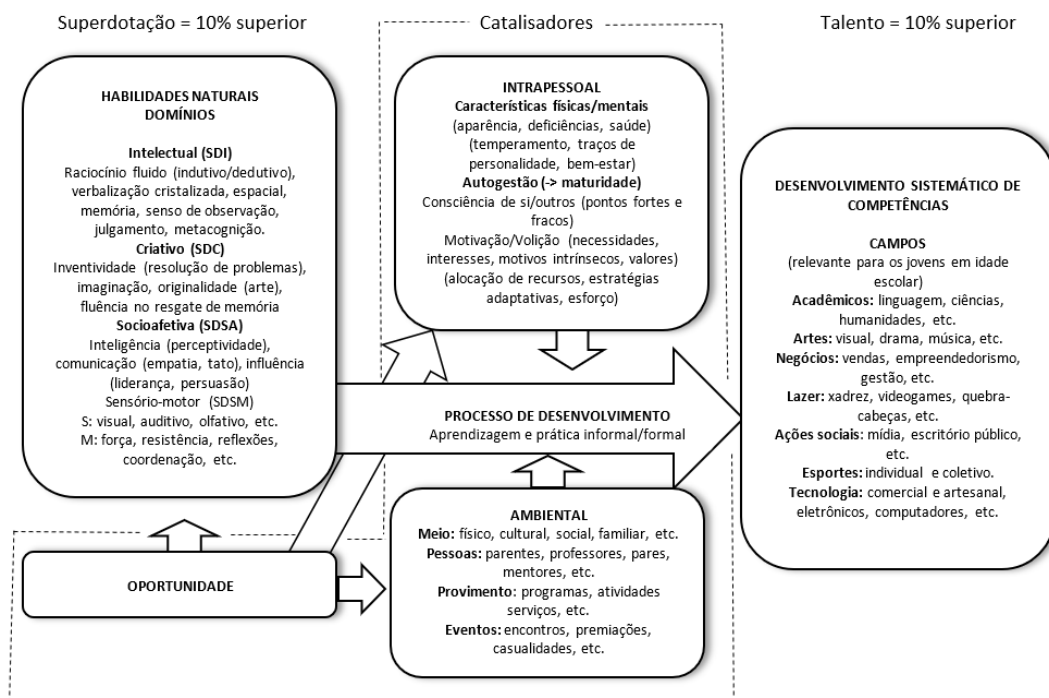 Superdotação = 10% superior
Catalisadores
Talento = 10% superior
HABILIDADES NATURAIS
DOMÍNIOS
Intelectual (SDI)
Raciocínio fluido (indutivo/dedutivo),
verbalização cristalizada, espacial,
memória, senso de observação,
julgamento, metacognição.
Criativo (SDC)
Inventividade (resolução de problemas),
imaginação, originalidade (arte),
fluência no resgate de memória
Socioafetiva (SDSA)
Inteligência (perceptividade),
comunicação (empatia, tato), influência
(liderança, persuasão)
Sensório-motor (SDSM)
S: visual, auditivo, olfativo, etc.
M: força, resistência, reflexões,
coordenação, etc.
OPORTUNIDADE
INTRAPESSOAL
Características físicas/mentais
(aparência, deficiências, saúde)
(temperamento, traços de
personalidade, bem-estar)
Autogestão (-> maturidade)
Consciência de si/outros (pontos fortes e
fracos)
Motivação/Volição (necessidades,
interesses, motivos intrínsecos, valores)
(alocação de recursos, estratégias
adaptativas, esforço)
PROCESSO DE DESENVOLVIMENTO
Aprendizagem e prática informal/formal
AMBIENTAL
Meio: físico, cultural, social, familiar, etc.
Pessoas: parentes, professores, pares,
mentores, etc.
Provimento: programas, atividades
serviços, etc.
Eventos: encontros, premiações,
casualidades, etc.
DESENVOLVIMENTO SISTEMÁTICO DE
COMPETÊNCIAS
CAMPOS
(relevante para os jovens em idade
escolar)
Acadêmicos: linguagem, ciências,
humanidades, etc.
Artes: visual, drama, música, etc.
Negócios: vendas, empreendedorismo,
gestão, etc.
Lazer: xadrez, videogames, quebra-
cabeças, etc.
Ações sociais: mídia, escritório público,
etc.
Esportes: individual e coletivo.
Tecnologia: comercial e artesanal,
eletrônicos, computadores, etc.